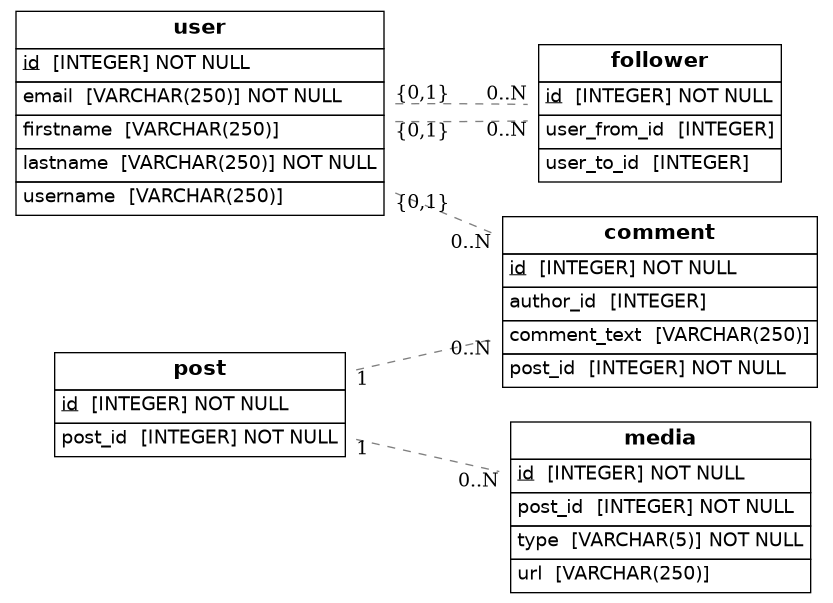 user
id [INTEGER] NOT NULL
email [VARCHAR(250)] NOT NULL
firstname [VARCHAR(250)]
lastname [VARCHAR(250)] NOT NULL
username [VARCHAR(250)]
{0,1} 0..N
{0,1} 0..N
follower
id [INTEGER] NOT NULL
user_from_id [INTEGER]
user_to_id [INTEGER]
{0,1}
0..N
comment
id [INTEGER] NOT NULL
author_id [INTEGER]
comment_text [VARCHAR(250)]
post_id [INTEGER] NOT NULL
0..N
1
post
id [INTEGER] NOT NULL
post_id [INTEGER] NOT NULL
1
0..N
media
id [INTEGER] NOT NULL
post_id [INTEGER] NOT NULL
type [VARCHAR(5)] NOT NULL
url [VARCHAR(250)]